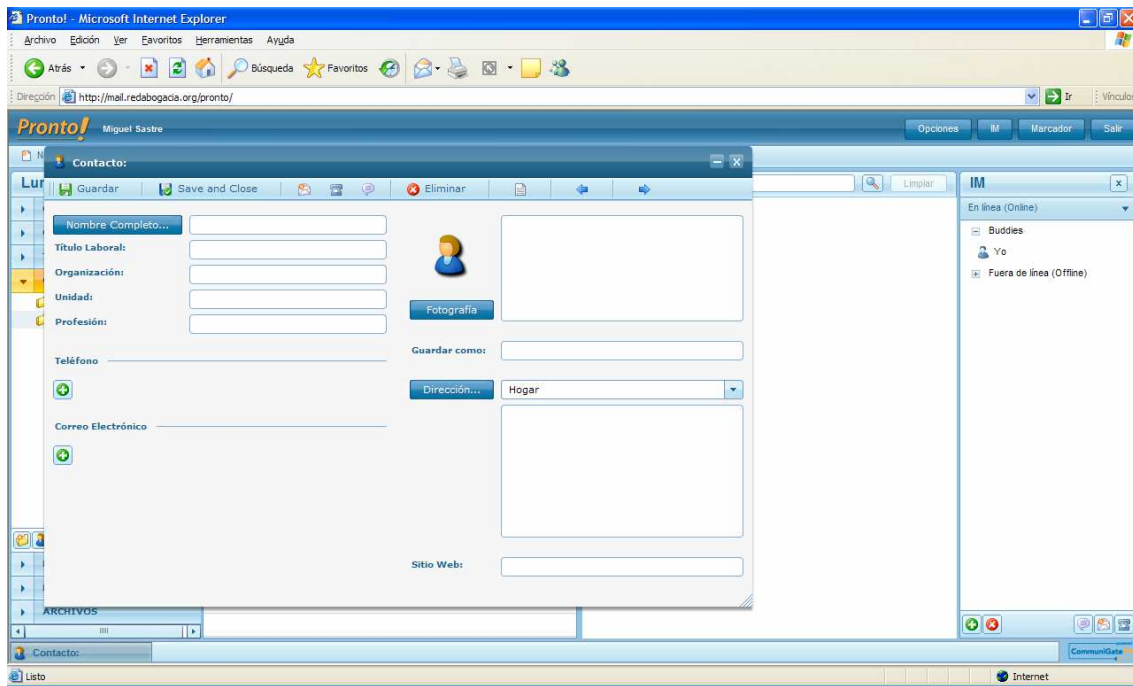 Pronto! - Microsoft Internet Explorer
Archivo Edición Ver Favoritos Herramientas Ayuda
Atrás Búsqueda Favoritos
Dirección http://mail.redabogacia.org/pronto/ Ir Vínculos
Pronto! Miguel Sastre Opciones IM Marcador Salir
Contacto:
Guardar Save and Close Eliminar Limpiar IM
En línea (Online)
Nombre Completo... Buddies
Título Laboral: Yo
Organización: Fuera de línea (Offline)
Unidad:
Fotografía
Profesión:
Guardar como:
Teléfono
Dirección... Hogar
Correo Electrónico
Sitio Web:
ARCHIVOS
Contacto: CommuniGate
Listo Internet